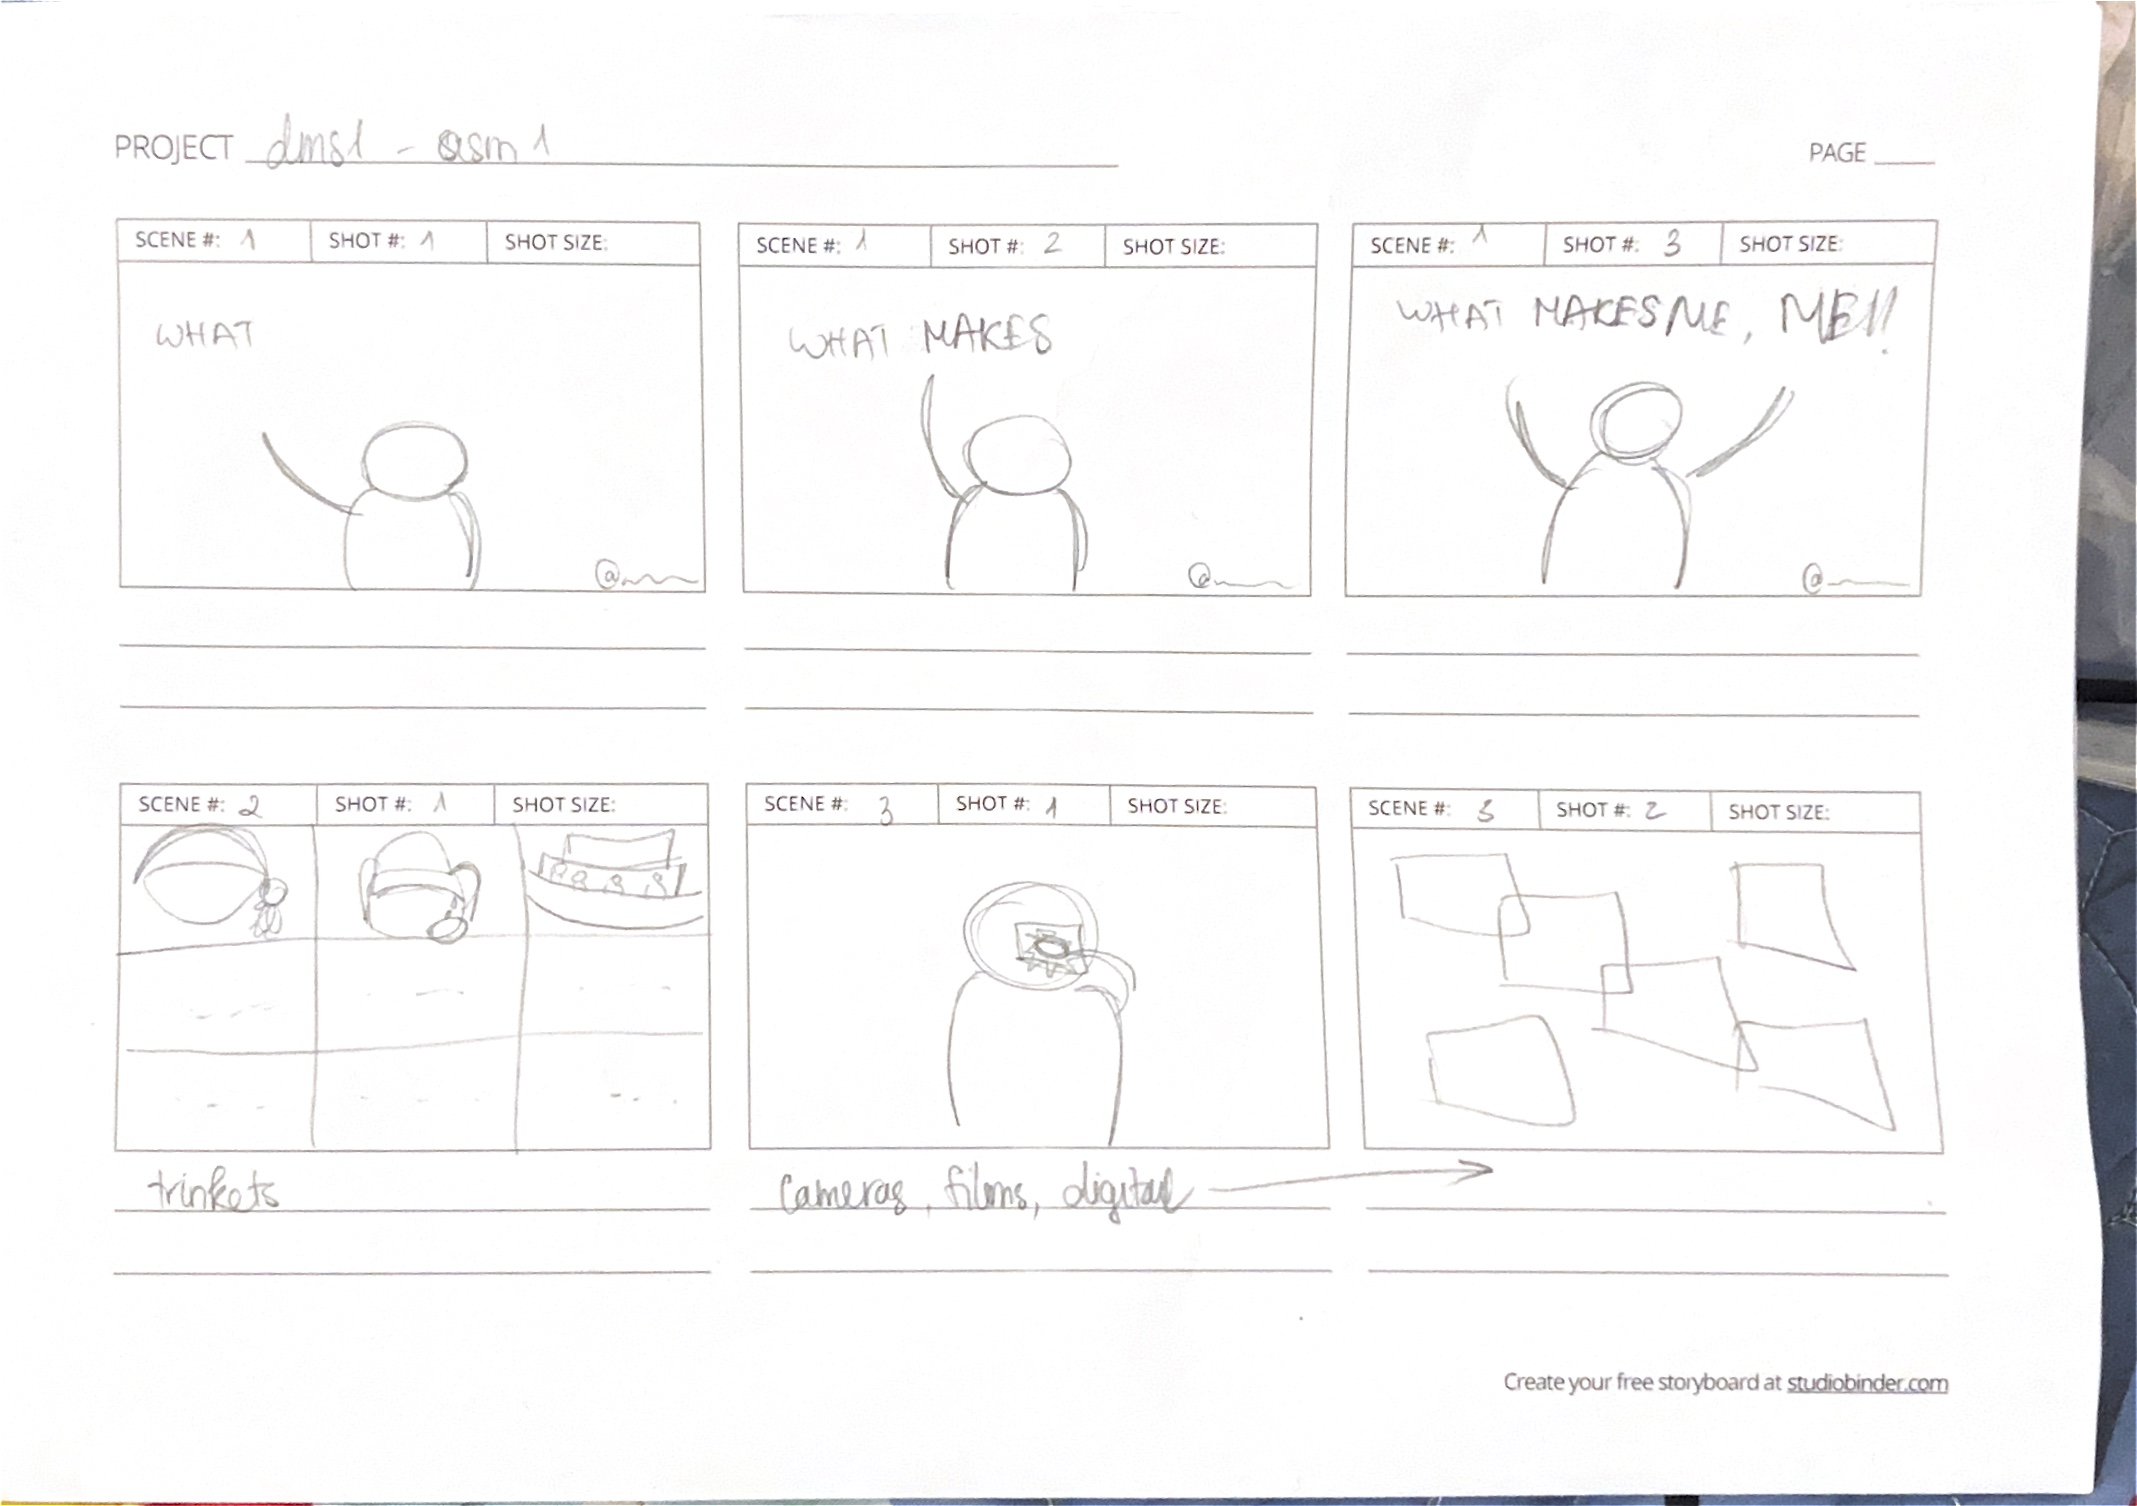 PROJECT dms1 - asm 1
PAGE
SCENE #: 1 SHOT #: 1 SHOT SIZE:
WHAT
@
SCENE #: 1 SHOT #: 2 SHOT SIZE:
WHAT MAKES
@
SCENE #: 1 SHOT #: 3 SHOT SIZE:
WHAT MAKES ME, ME!!
@
SCENE #: 2 SHOT #: 1 SHOT SIZE:
trinkets
SCENE #: 3 SHOT #: 1 SHOT SIZE:
cameras, films, digital
SCENE #: 3 SHOT #: 2 SHOT SIZE:
Create your free storyboard at studiobinder.com